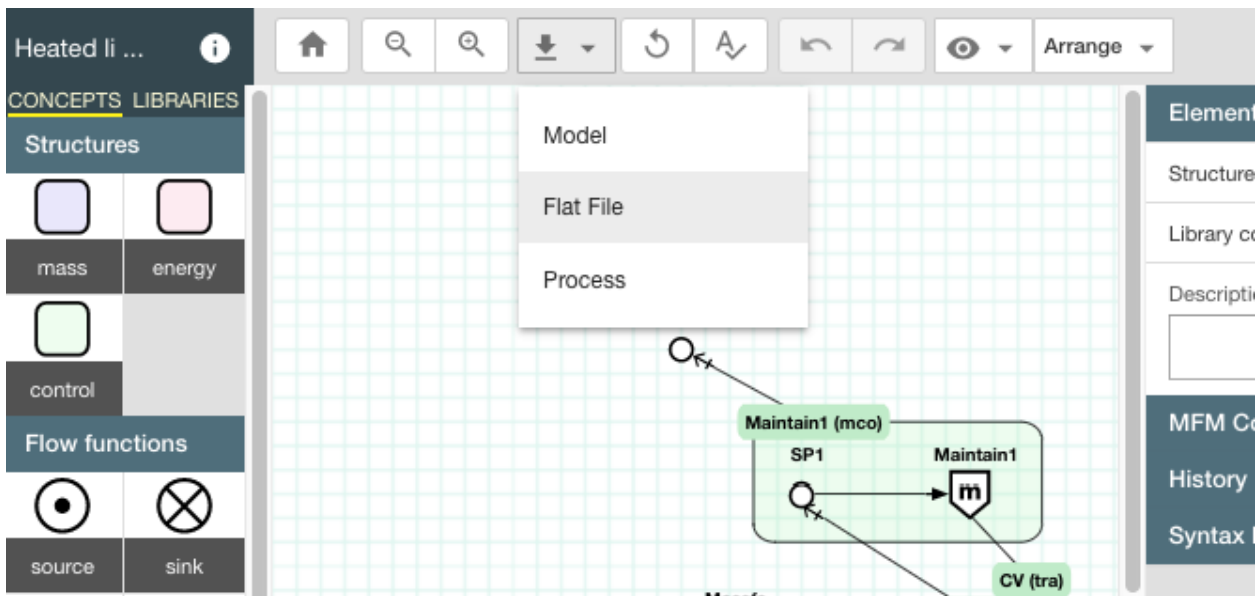 Heated li ...
Arrange
CONCEPTS LIBRARIES
Structures
mass
energy
control
Flow functions
source
sink
Model
Flat File
Process
Maintain1 (mco)
SP1
Maintain1
m
CV (tra)
Element
Structure
Library co
Descriptio
MFM Co
History
Syntax